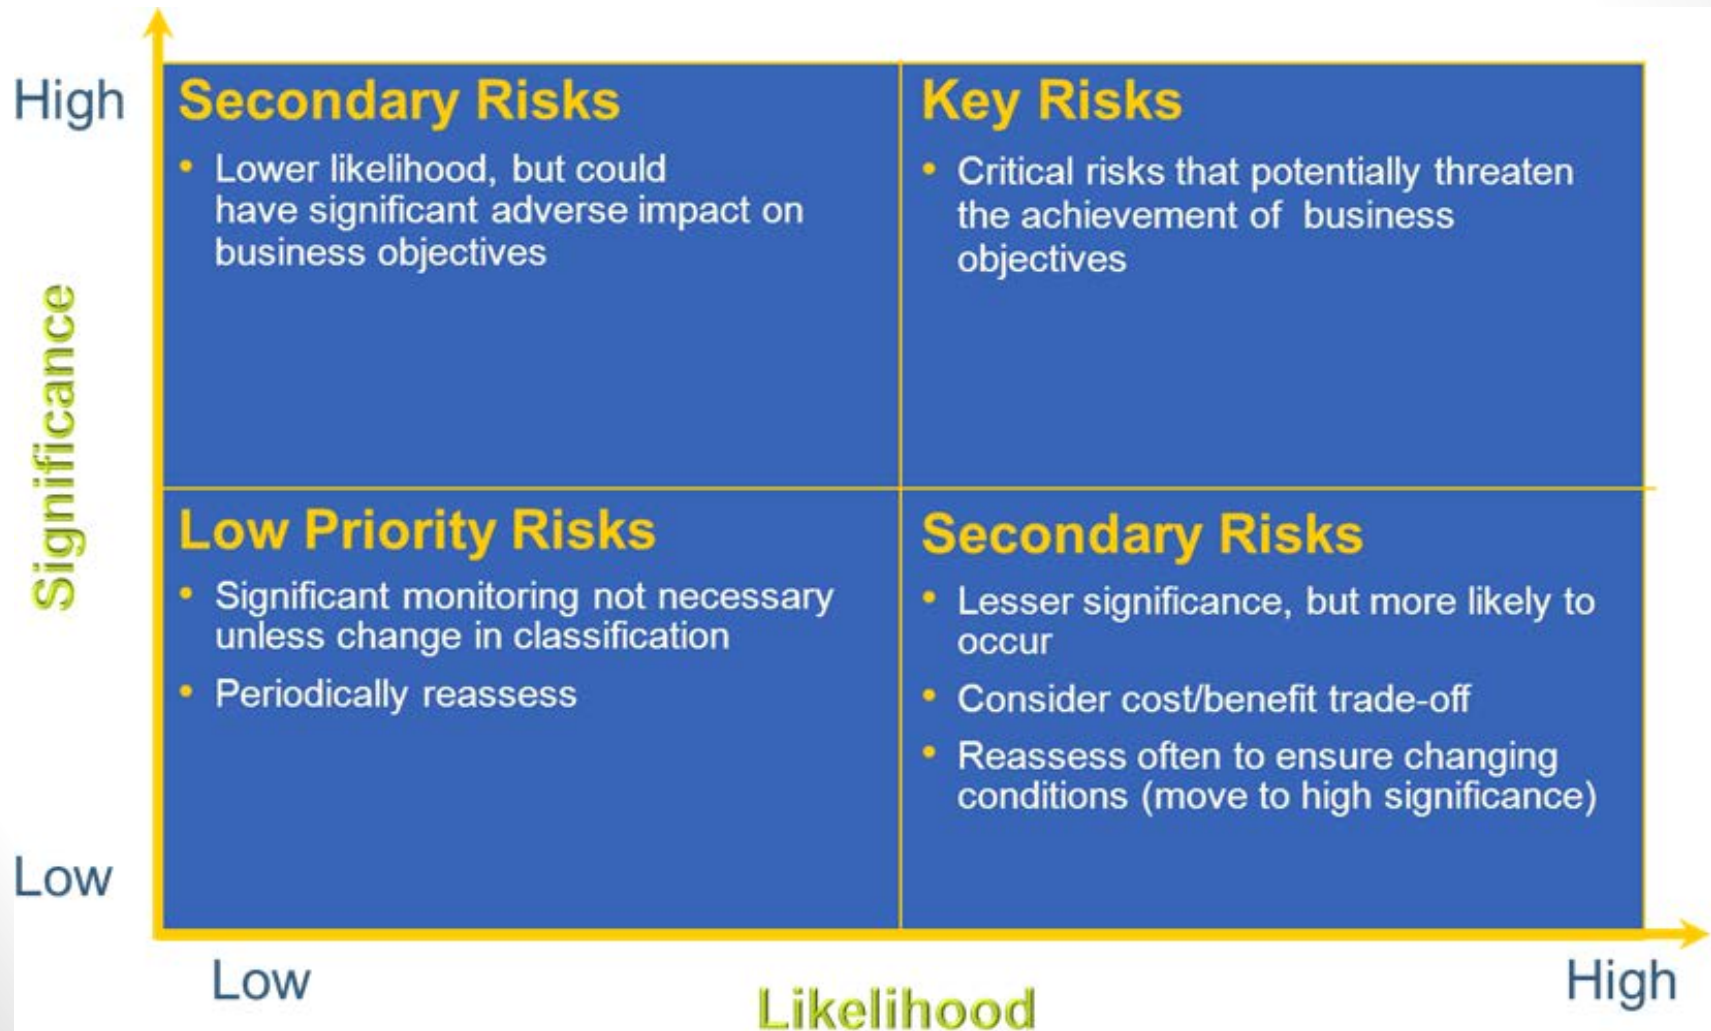 High
Secondary Risks
• Lower likelihood, but could
have significant adverse impact on
business objectives
Key Risks
• Critical risks that potentially threaten
the achievement of business
objectives
Significance
Low Priority Risks
• Significant monitoring not necessary
unless change in classification
• Periodically reassess
Secondary Risks
• Lesser significance, but more likely to
occur
• Consider cost/benefit trade-off
• Reassess often to ensure changing
conditions (move to high significance)
Low
Low
Likelihood
High